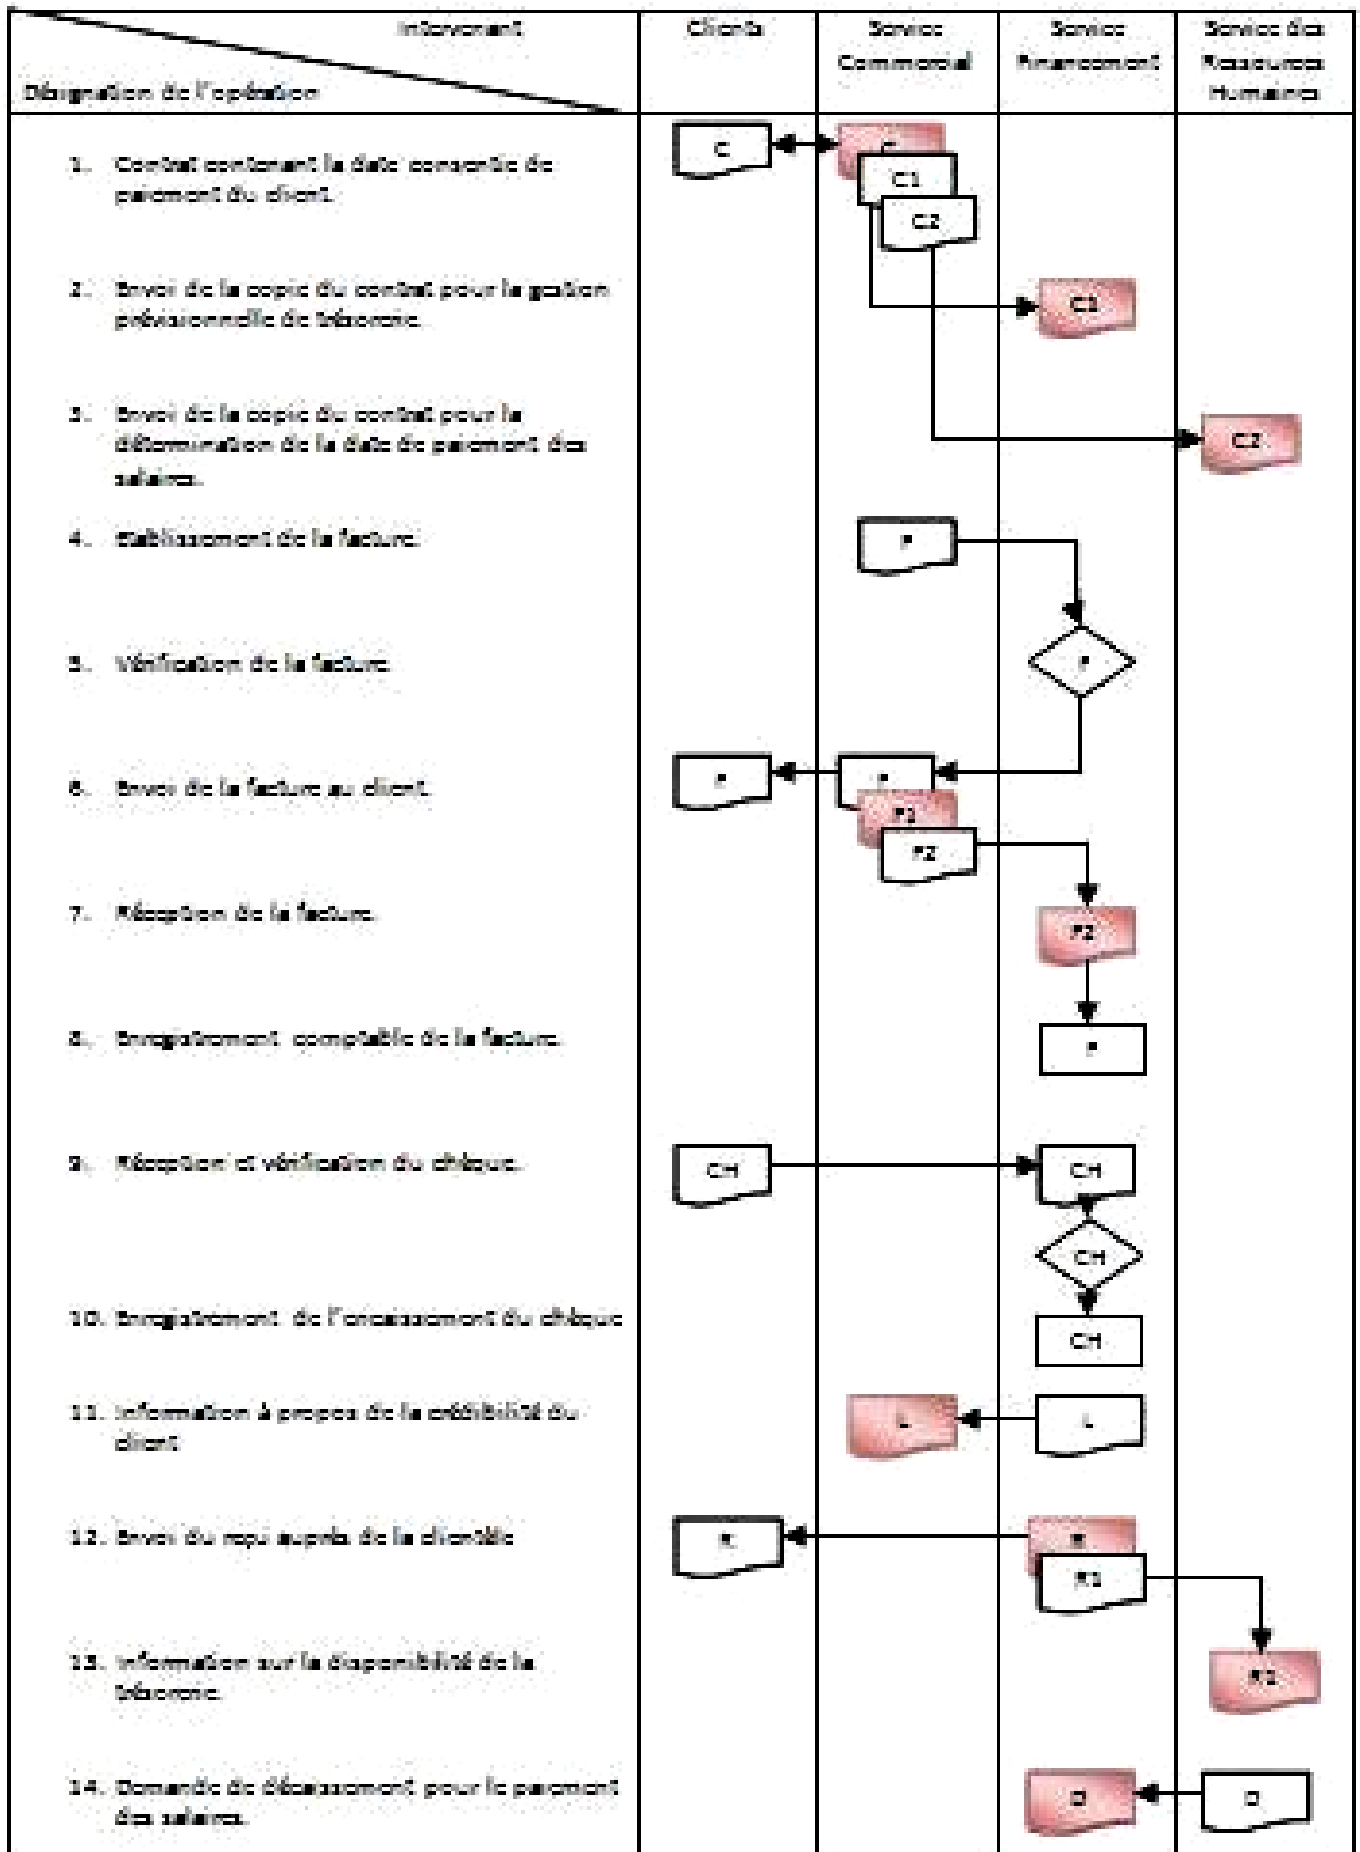 Intervenant
Désignation de l'opération
Clients
Service
Commercial
Service
Financement
Service des
Ressources
Humaines
1. Contrat contenant la date consentie de
paiement du client.
C
C
C1
C2
2. Envoi de la copie du contrat pour la gestion
prévisionnelle de trésorerie.
C1
3. Envoi de la copie du contrat pour la
détermination de la date de paiement des
salaires.
C2
4. Etablissement de la facture.
F
5. Vérification de la facture.
F
6. Envoi de la facture au client.
F
F
F1
F2
7. Réception de la facture.
F2
8. Enregistrement comptable de la facture.
F
9. Réception et vérification du chèque.
CH
CH
CH
10. Enregistrement de l'encaissement du chèque
CH
11. Information à propos de la crédibilité du
client
L
L
12. Envoi du reçu auprès de la clientèle
R
R
R1
13. Information sur la disponibilité de la
trésorerie.
R1
14. Demande de décaissement pour le paiement
des salaires.
D
D